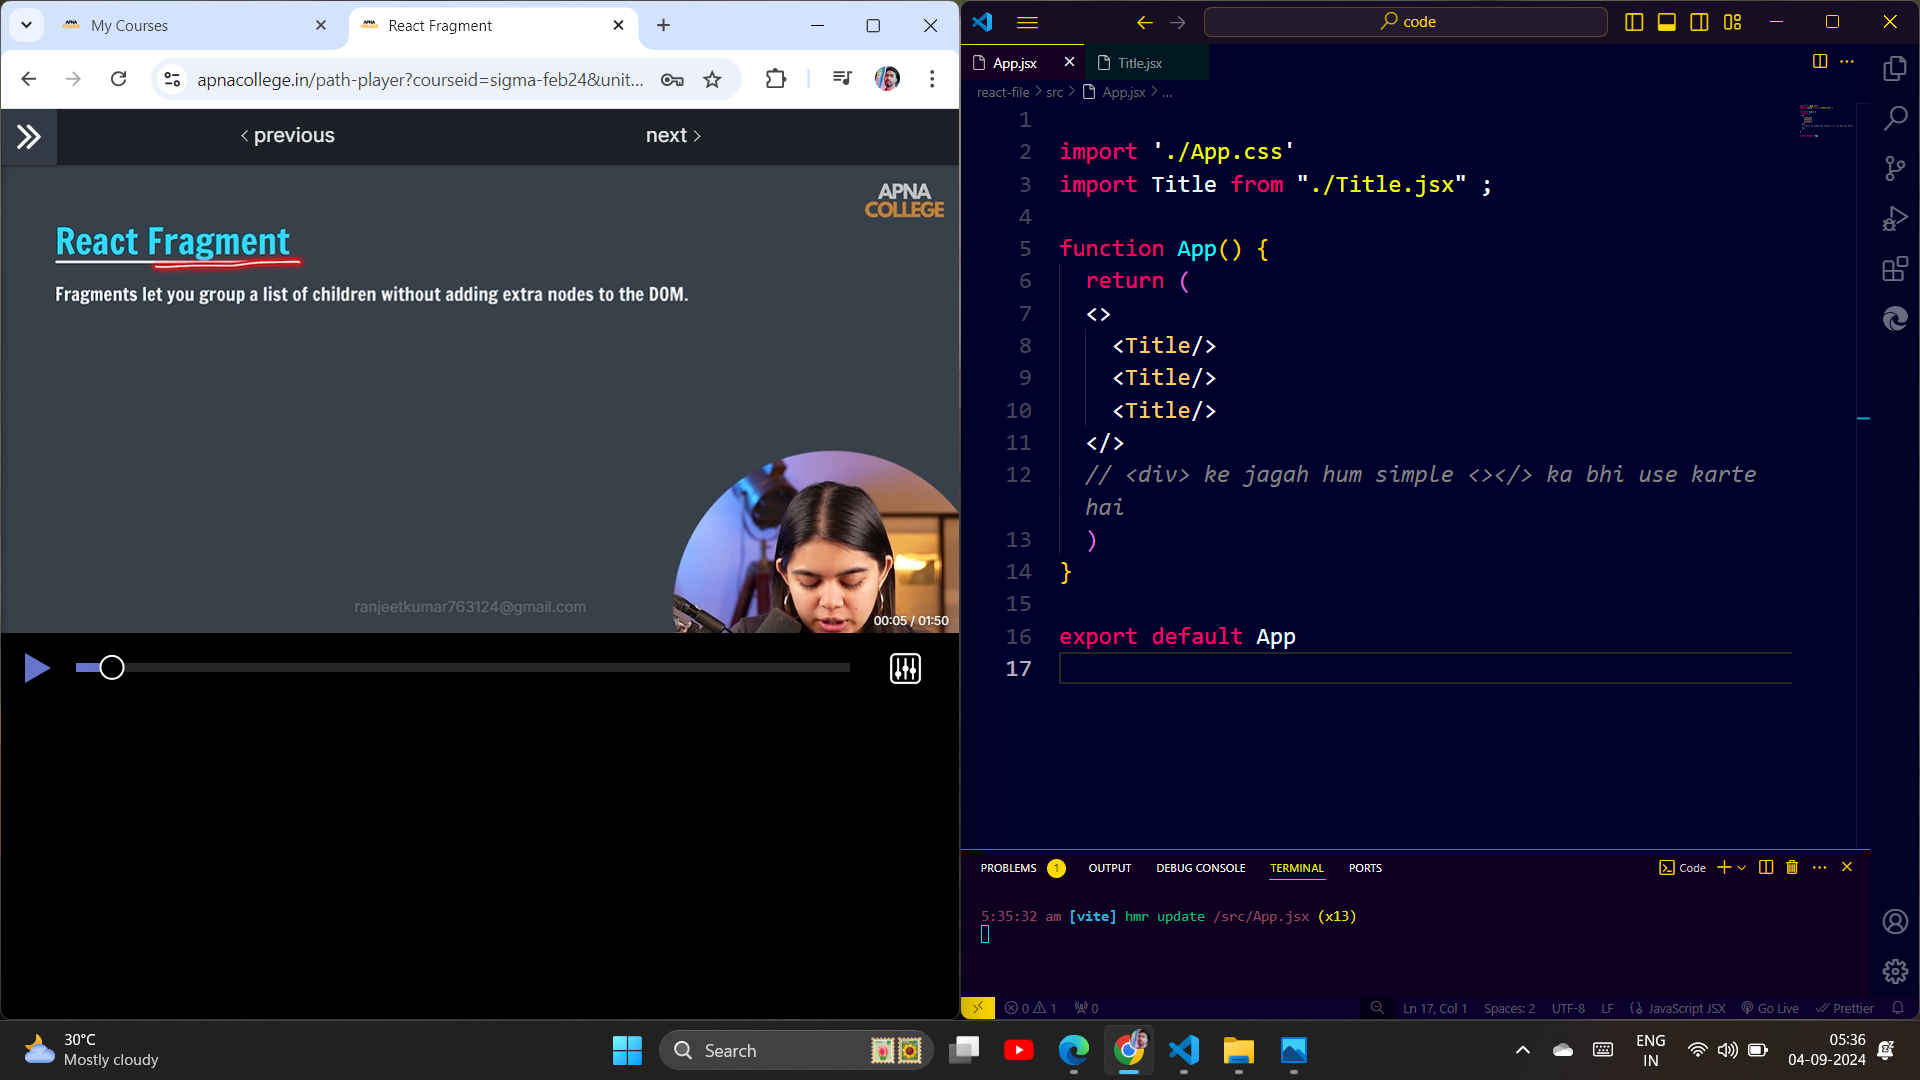 My Courses
React Fragment
apnacollege.in/path-player?courseid=sigma-feb24&unit...
previous
next
APNA
COLLEGE
React Fragment
Fragments let you group a list of children without adding extra nodes to the DOM.
ranjeetkumar763124@gmail.com
00:05 / 01:50
code
App.jsx
Title.jsx
react-file > src > App.jsx > ...
1
2 import './App.css'
3 import Title from "./Title.jsx" ;
4
5 function App() {
6 return (
7 <>
8 <Title/>
9 <Title/>
10 <Title/>
11 </>
12 // <div> ke jagah hum simple <></> ka bhi use karte
hai
13 )
14 }
15
16 export default App
17
PROBLEMS 1 OUTPUT DEBUG CONSOLE TERMINAL PORTS
Code
5:35:32 am [vite] hmr update /src/App.jsx (x13)
0 1 0
Ln 17, Col 1 Spaces: 2 UTF-8 LF {} JavaScript JSX Go Live Prettier
30°C
Mostly cloudy
Search
ENG
IN
05:36
04-09-2024